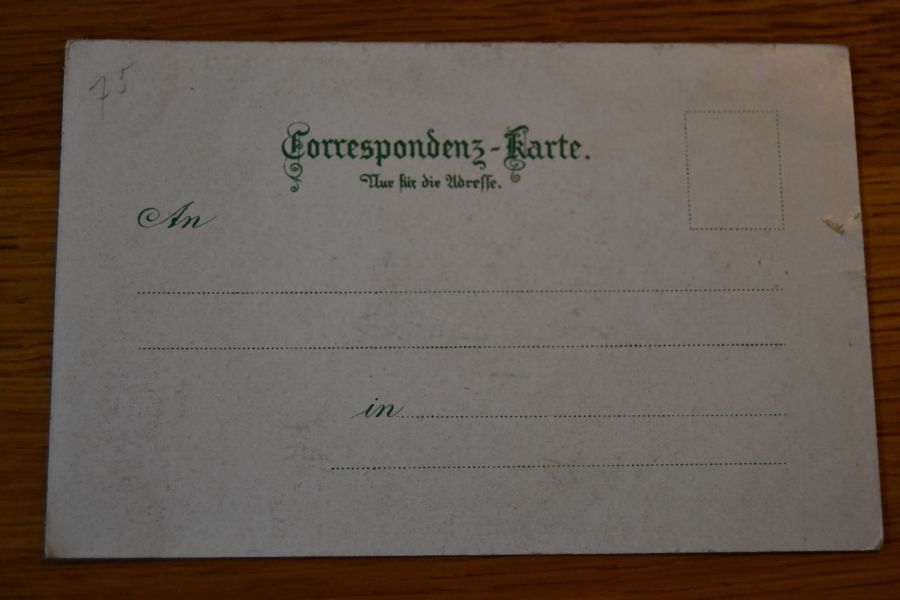 75
Correspondenz-Karte.
Nur für die Adresse.
An
in